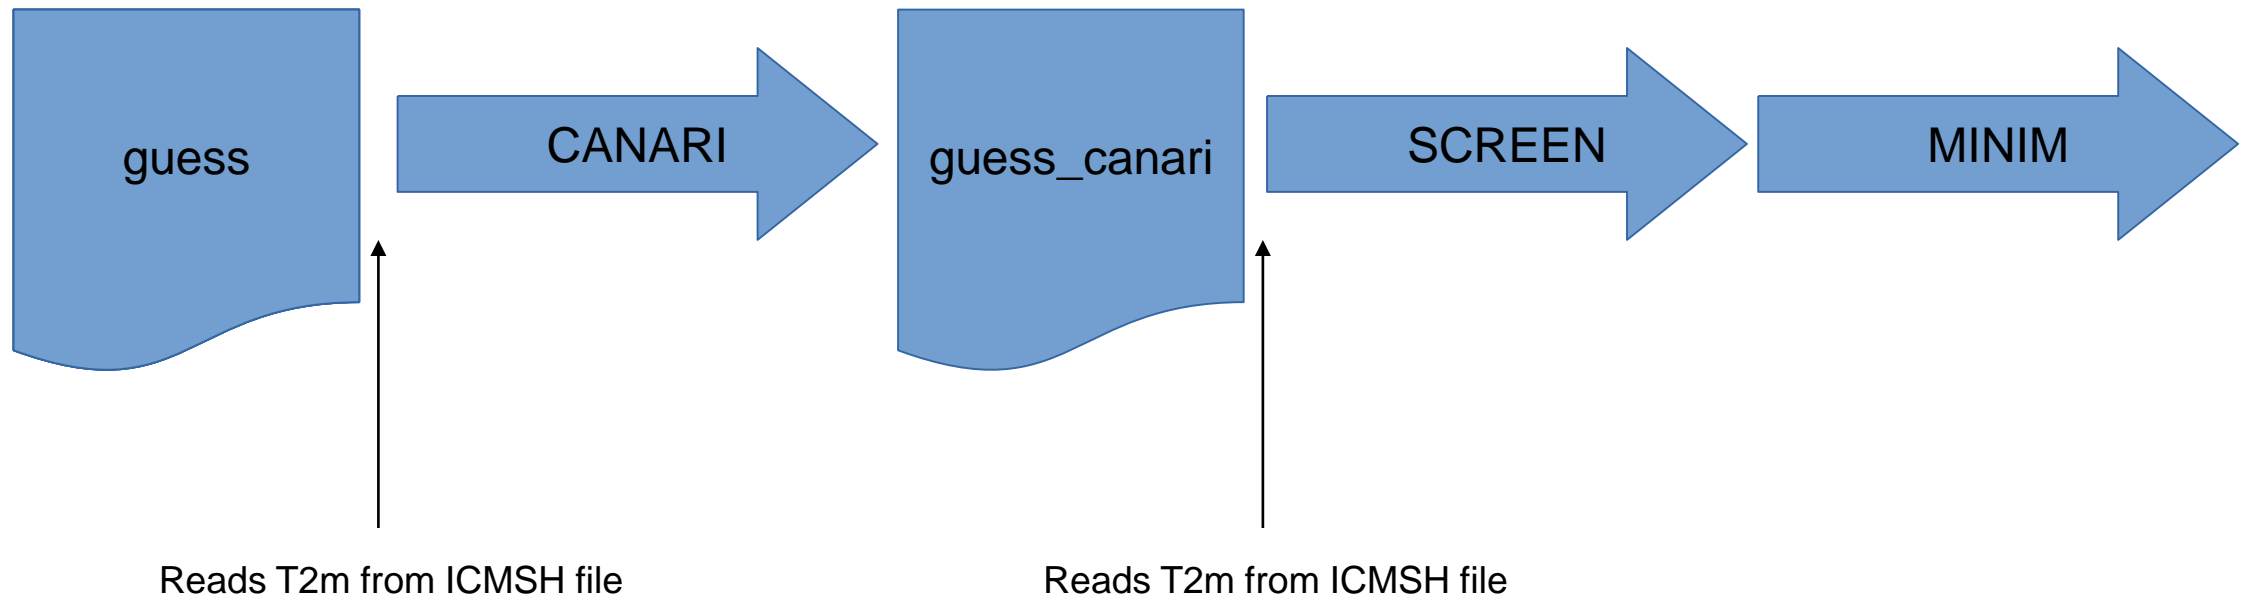 guess
CANARI
guess_canari
SCREEN
MINIM
Reads T2m from ICMSH file
Reads T2m from ICMSH file